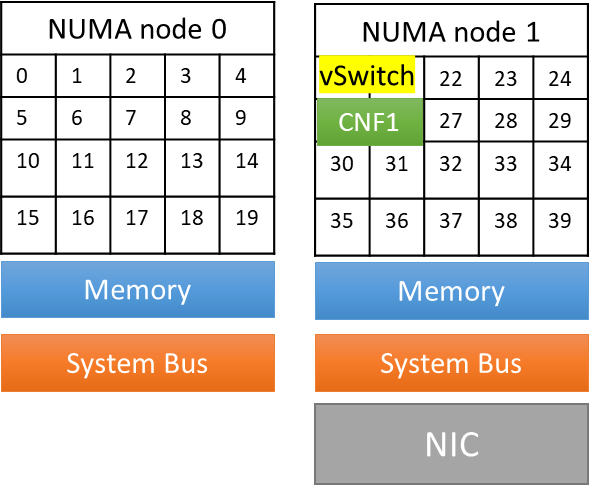 NUMA node 0
0 1 2 3 4
5 6 7 8 9
10 11 12 13 14
15 16 17 18 19
Memory
System Bus
NUMA node 1
vSwitch 22 23 24
CNF1 27 28 29
30 31 32 33 34
35 36 37 38 39
Memory
System Bus
NIC